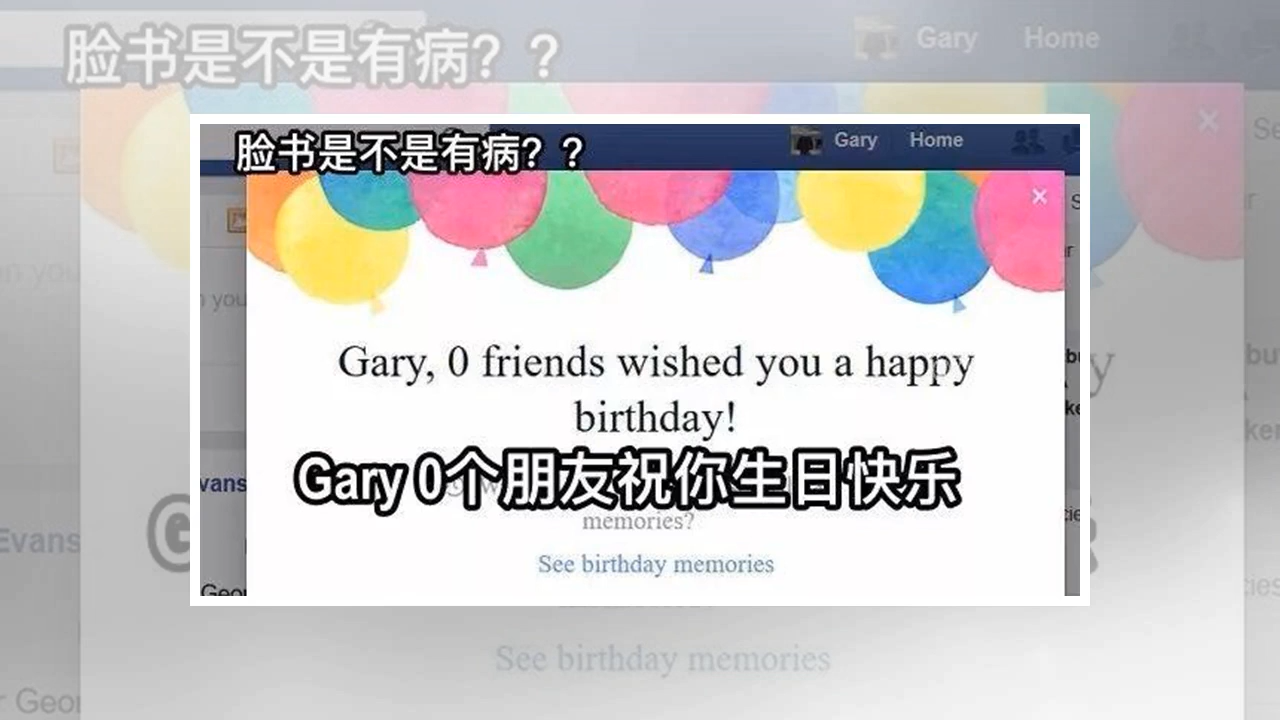 脸书是不是有病？？
Gary Home
Gary, 0 friends wished you a happy
birthday!
Gary 0个朋友祝你生日快乐
memories?
See birthday memories
vans